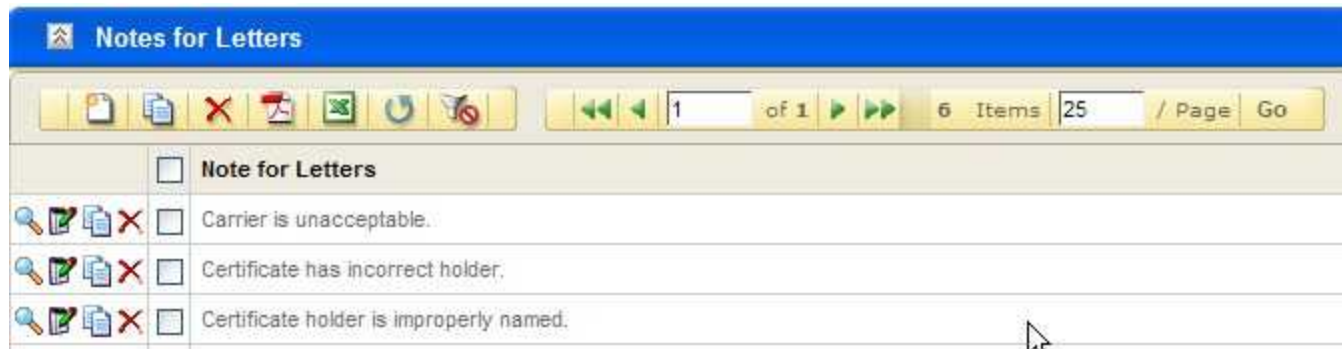 Notes for Letters
1 of 1 6 Items 25 / Page Go
Note for Letters
Carrier is unacceptable.
Certificate has incorrect holder.
Certificate holder is improperly named.